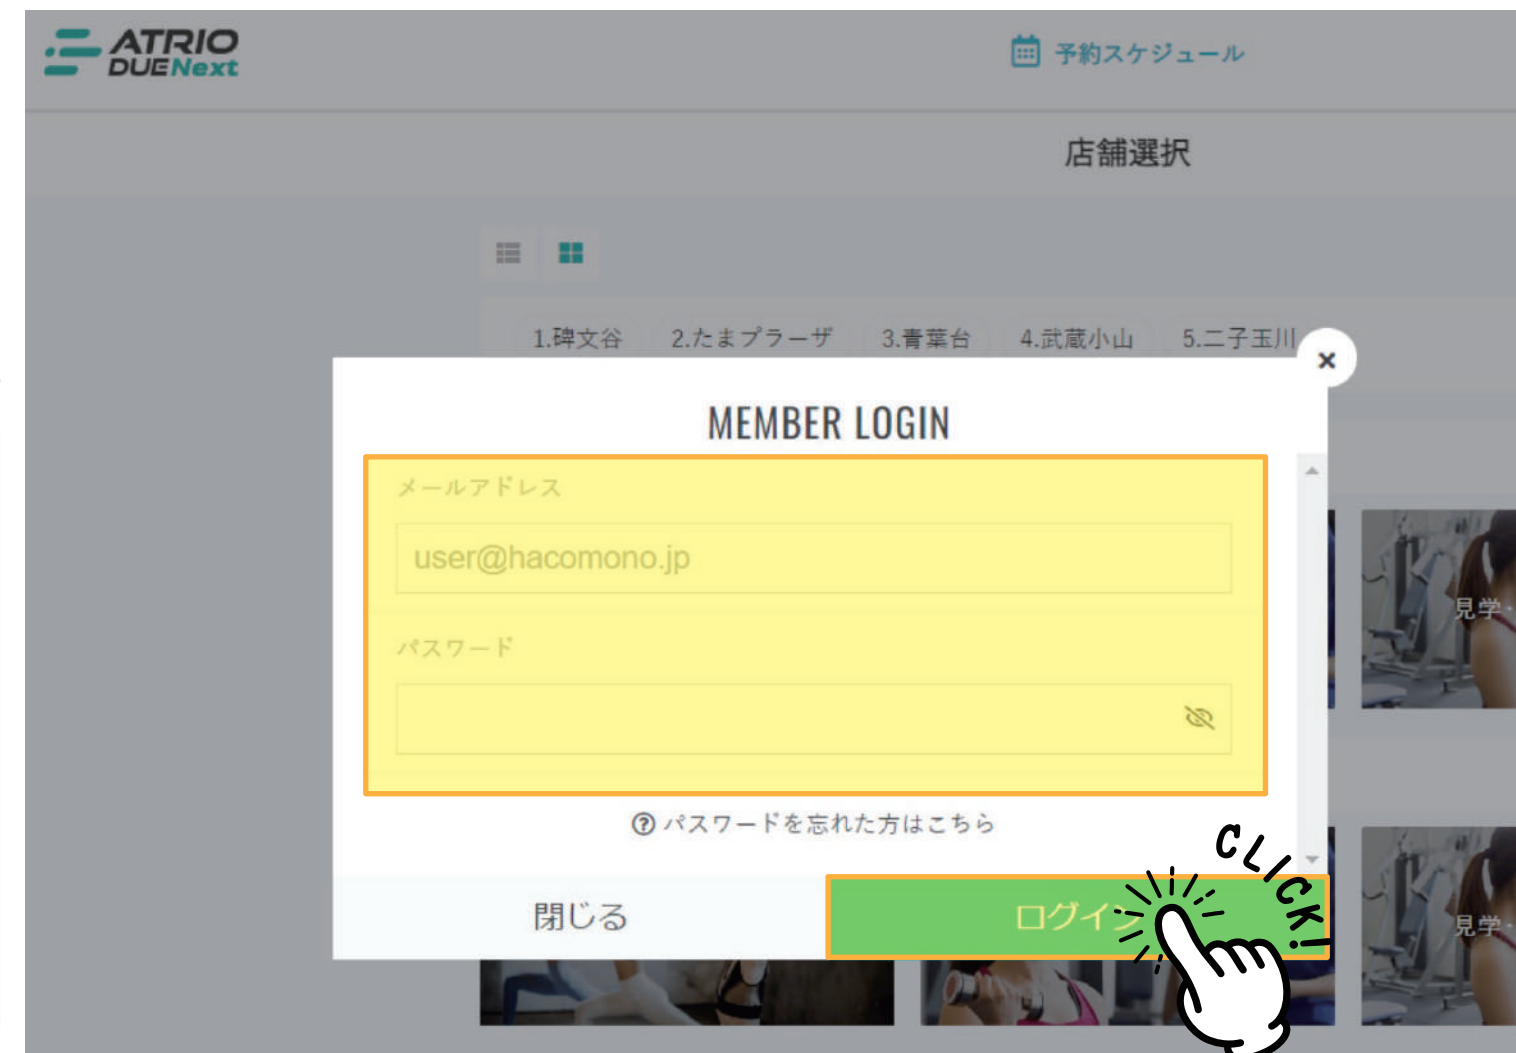 ATRIO
DUENext
予約スケジュール
店舗選択
1.碑文谷 2.たまプラーザ 3.青葉台 4.武蔵小山 5.二子玉川
MEMBER LOGIN
メールアドレス
user@hacomono.jp
パスワード
見学・
パスワードを忘れた方はこちら
CLICK!
閉じる
ログイン
見学・